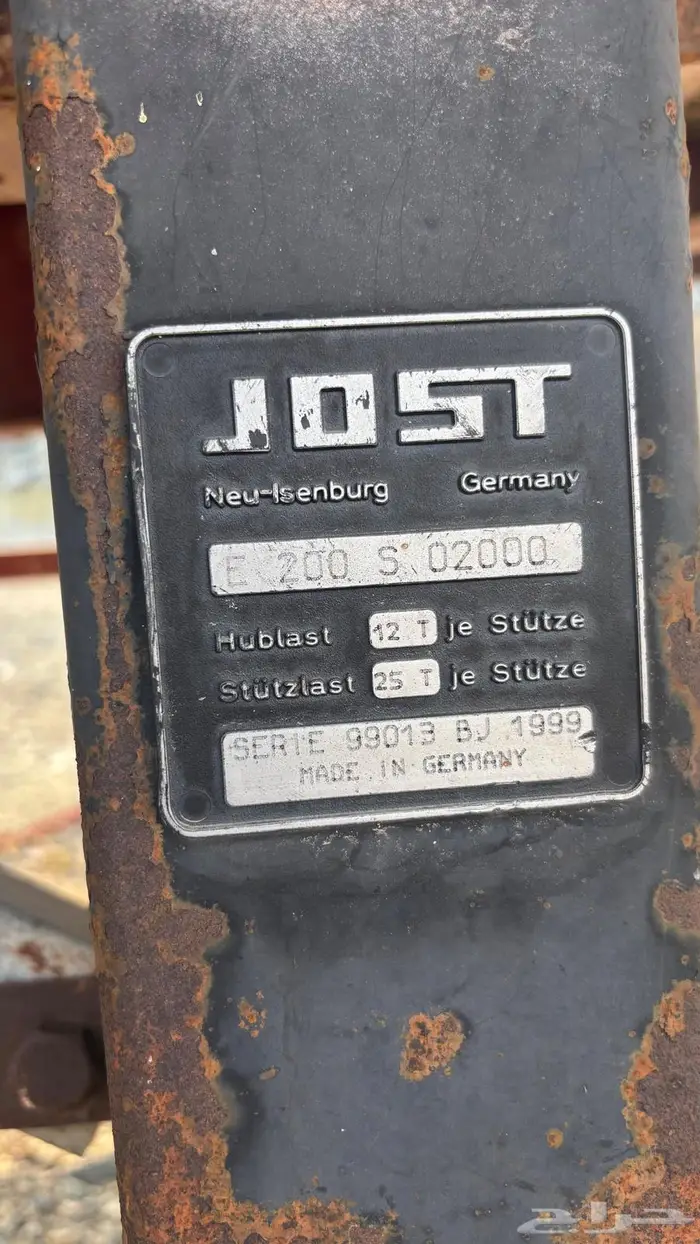 JOST
Neu-Isenburg Germany
E 200 S 02000
Hublast 12 T je Stütze
Stützlast 25 T je Stütze
SERIE 99013 BJ 1999
MADE IN GERMANY
حراج